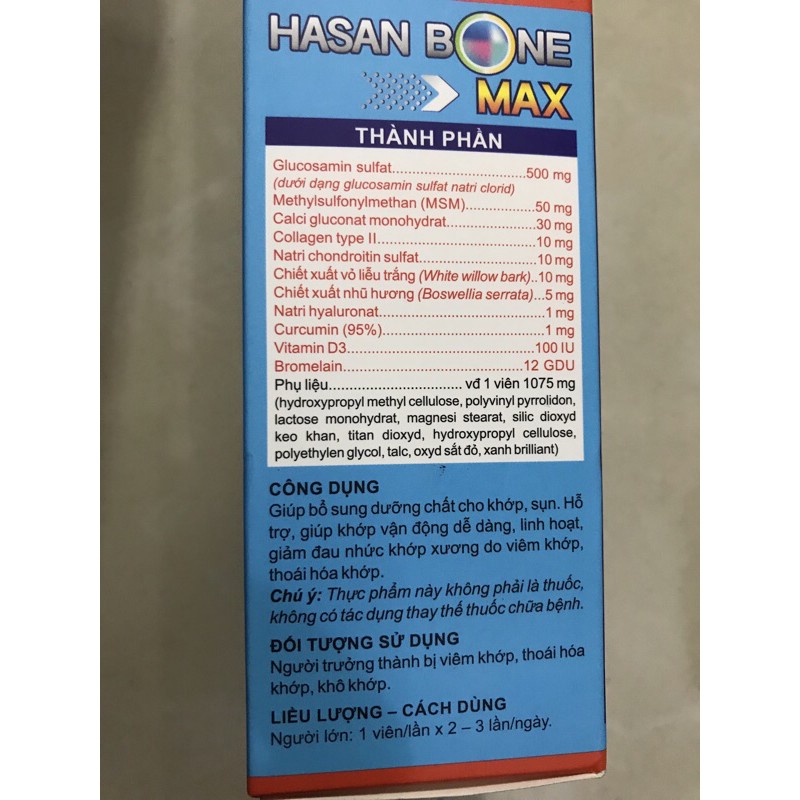 HASAN BONE
MAX
THÀNH PHẦN
Glucosamin sulfat..............................500 mg
(dưới dạng glucosamin sulfat natri clorid)
Methylsulfonylmethan (MSM)...............50 mg
Calci gluconat monohydrat...................30 mg
Collagen type II....................................10 mg
Natri chondroitin sulfat.........................10 mg
Chiết xuất vỏ liễu trắng (White willow bark)..10 mg
Chiết xuất nhũ hương (Boswellia serrata)...5 mg
Natri hyaluronat.....................................1 mg
Curcumin (95%)....................................1 mg
Vitamin D3..........................................100 IU
Bromelain........................................12 GDU
Phụ liệu.............................. vđ 1 viên 1075 mg
(hydroxypropyl methyl cellulose, polyvinyl pyrrolidon,
lactose monohydrat, magnesi stearat, silic dioxyd
keo khan, titan dioxyd, hydroxypropyl cellulose,
polyethylen glycol, talc, oxyd sắt đỏ, xanh brilliant)
CÔNG DỤNG
Giúp bổ sung dưỡng chất cho khớp, sụn. Hỗ
trợ, giúp khớp vận động dễ dàng, linh hoạt,
giảm đau nhức khớp xương do viêm khớp,
thoái hóa khớp.
Chú ý: Thực phẩm này không phải là thuốc,
không có tác dụng thay thế thuốc chữa bệnh.
ĐỐI TƯỢNG SỬ DỤNG
Người trưởng thành bị viêm khớp, thoái hóa
khớp, khô khớp.
LIỀU LƯỢNG – CÁCH DÙNG
Người lớn: 1 viên/lần x 2 – 3 lần/ngày.